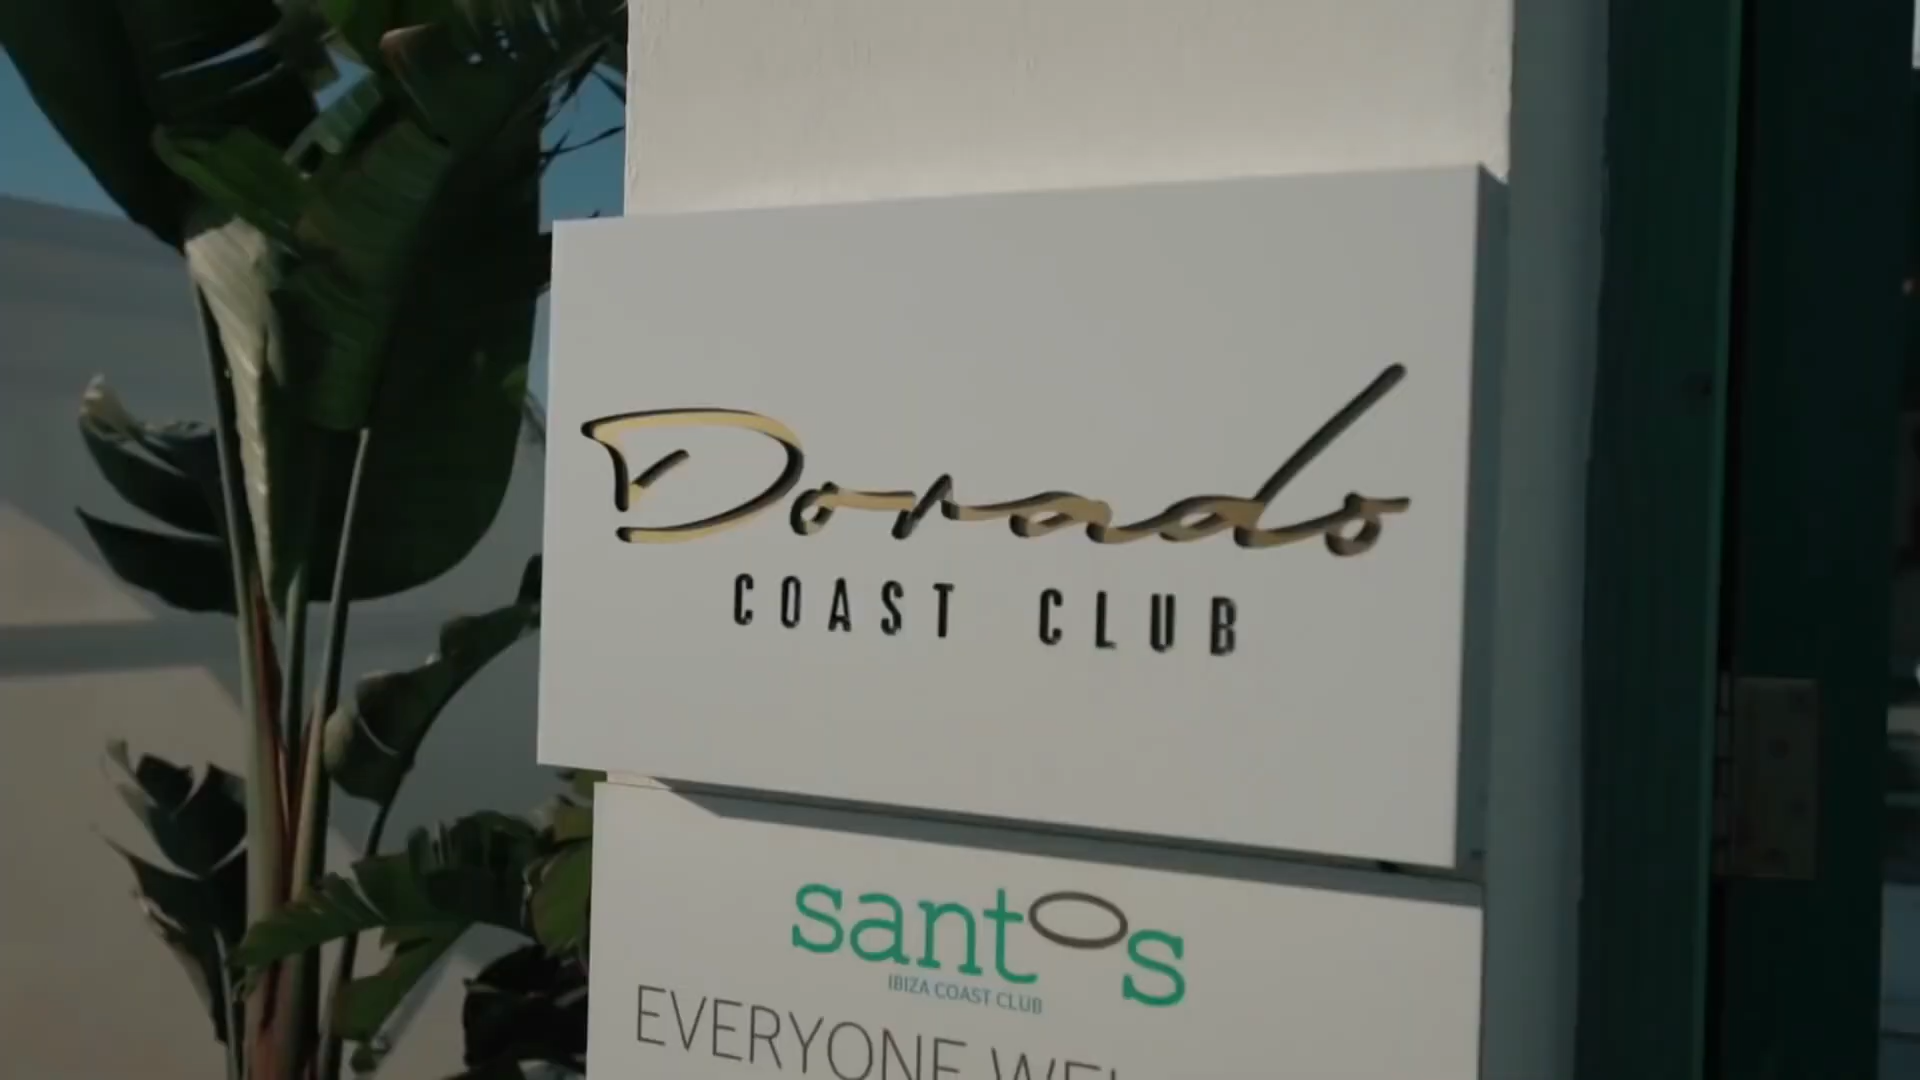 Dorado
COAST CLUB
santos
IBIZA COAST CLUB
EVERYONE